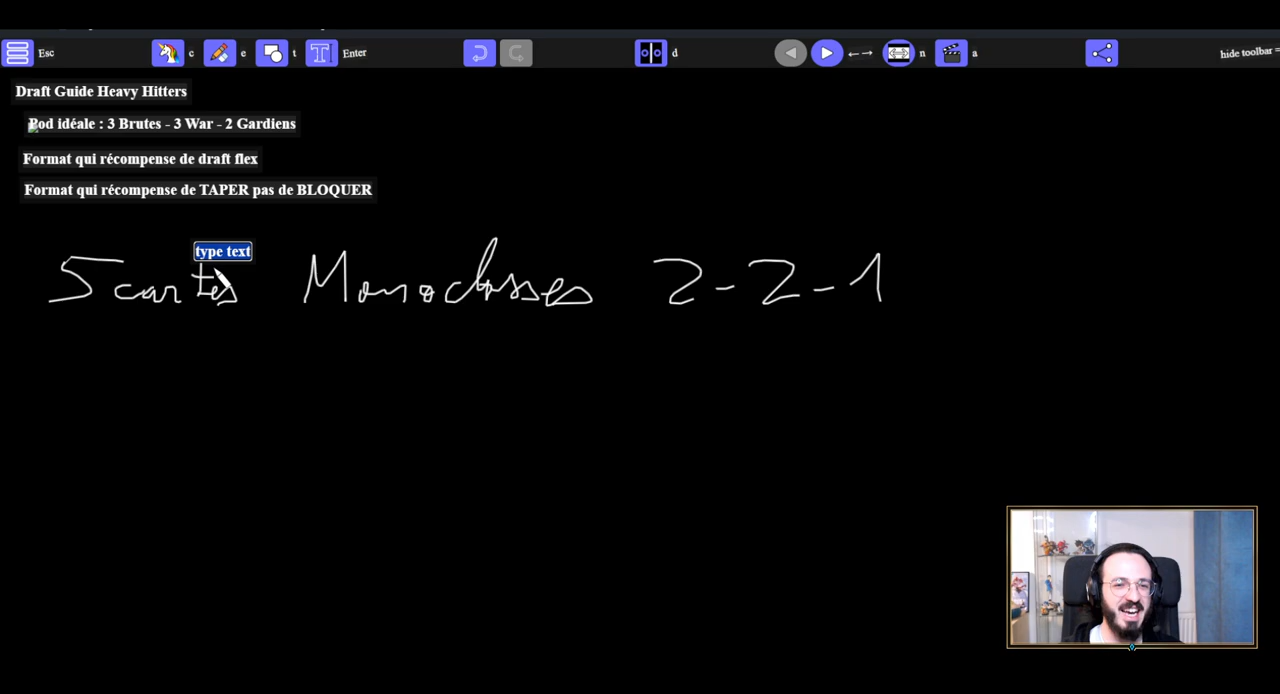 Esc c e t Enter d ←→ n a hide toolbar =
Draft Guide Heavy Hitters
Pod idéale : 3 Brutes - 3 War - 2 Gardiens
Format qui récompense de draft flex
Format qui récompense de TAPER pas de BLOQUER
type text
5 cartes Monoclasses 2-2-1